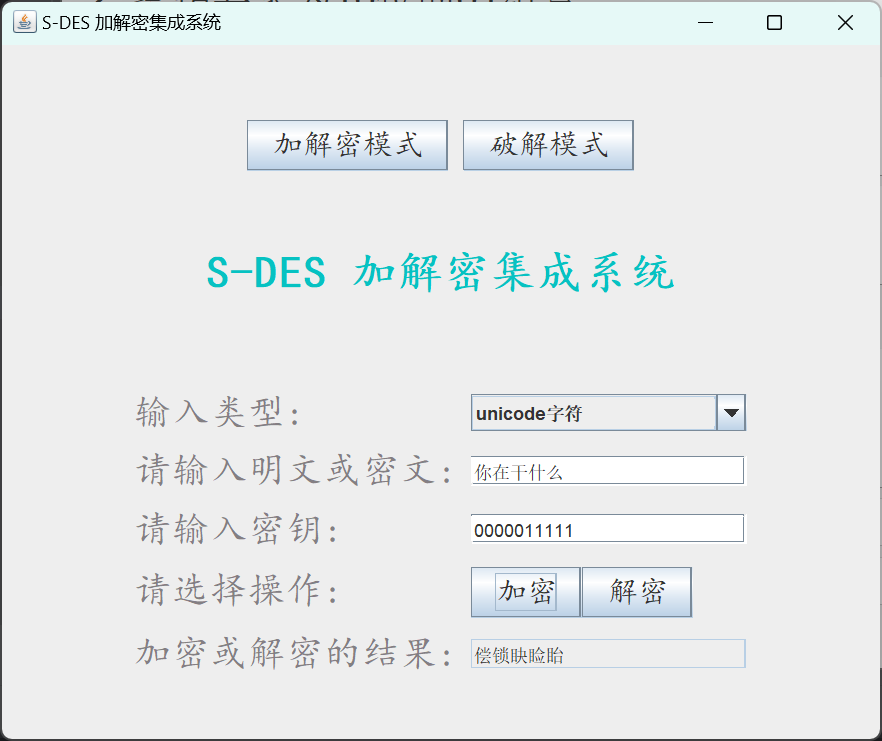 S-DES 加解密集成系统
加解密模式 破解模式
S-DES 加解密集成系统
输入类型: unicode字符
请输入明文或密文: 你在干什么
请输入密钥: 0000011111
请选择操作: 加密 解密
加密或解密的结果: 偿锁眏睑眙